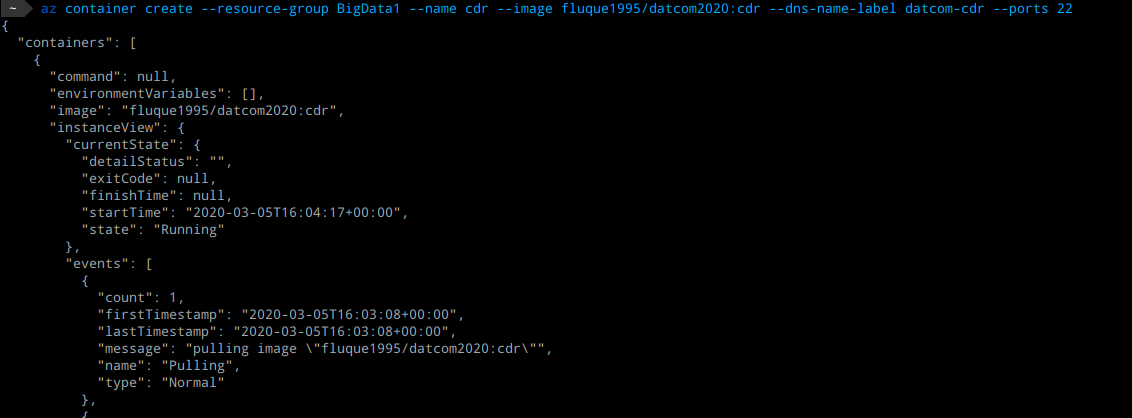 ~ az container create --resource-group BigData1 --name cdr --image fluque1995/datcom2020:cdr --dns-name-label datcom-cdr --ports 22
{
  "containers": [
    {
      "command": null,
      "environmentVariables": [],
      "image": "fluque1995/datcom2020:cdr",
      "instanceView": {
        "currentState": {
          "detailStatus": "",
          "exitCode": null,
          "finishTime": null,
          "startTime": "2020-03-05T16:04:17+00:00",
          "state": "Running"
        },
        "events": [
          {
            "count": 1,
            "firstTimestamp": "2020-03-05T16:03:08+00:00",
            "lastTimestamp": "2020-03-05T16:03:08+00:00",
            "message": "pulling image \"fluque1995/datcom2020:cdr\"",
            "name": "Pulling",
            "type": "Normal"
          },
          {